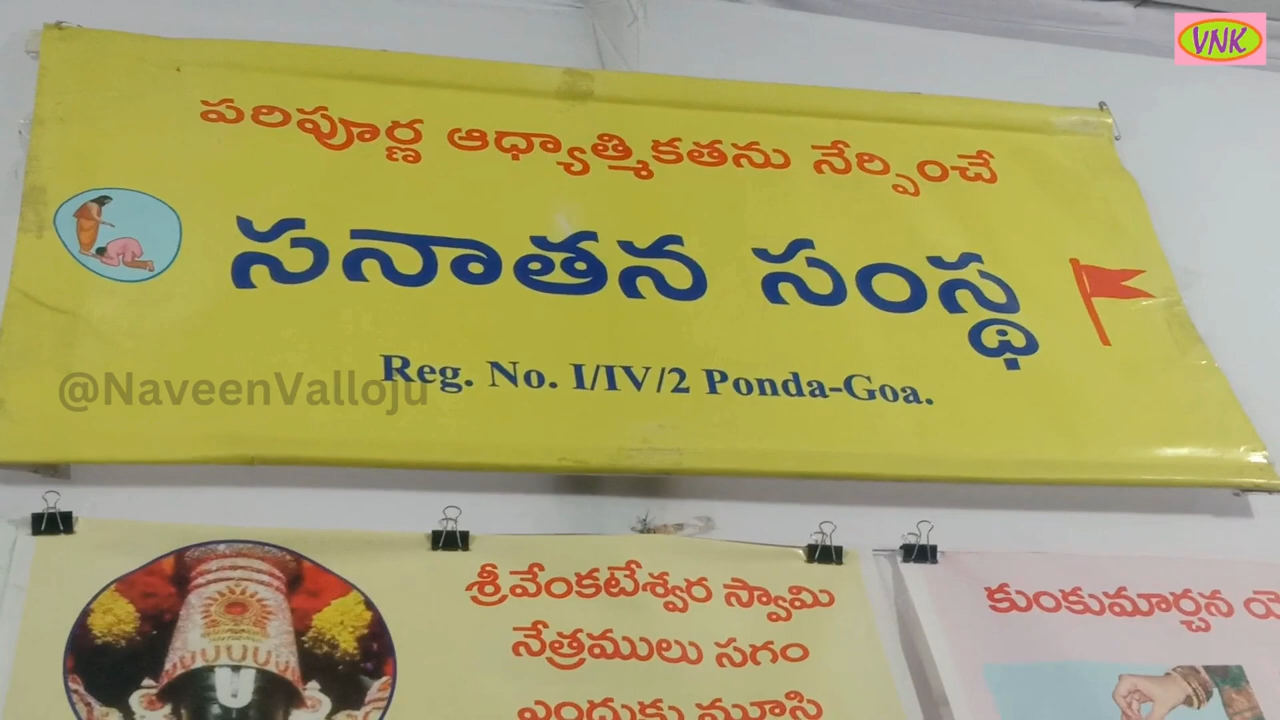 VNK
పరిపూర్ణ ఆధ్యాత్మికతను నేర్పించే
సనాతన సంస్థ
Reg. No. I/IV/2 Ponda-Goa.
@NaveenValloju
శ్రీవేంకటేశ్వర స్వామి
నేత్రములు సగం
ఎందుకు మూసి
కుంకుమార్చన